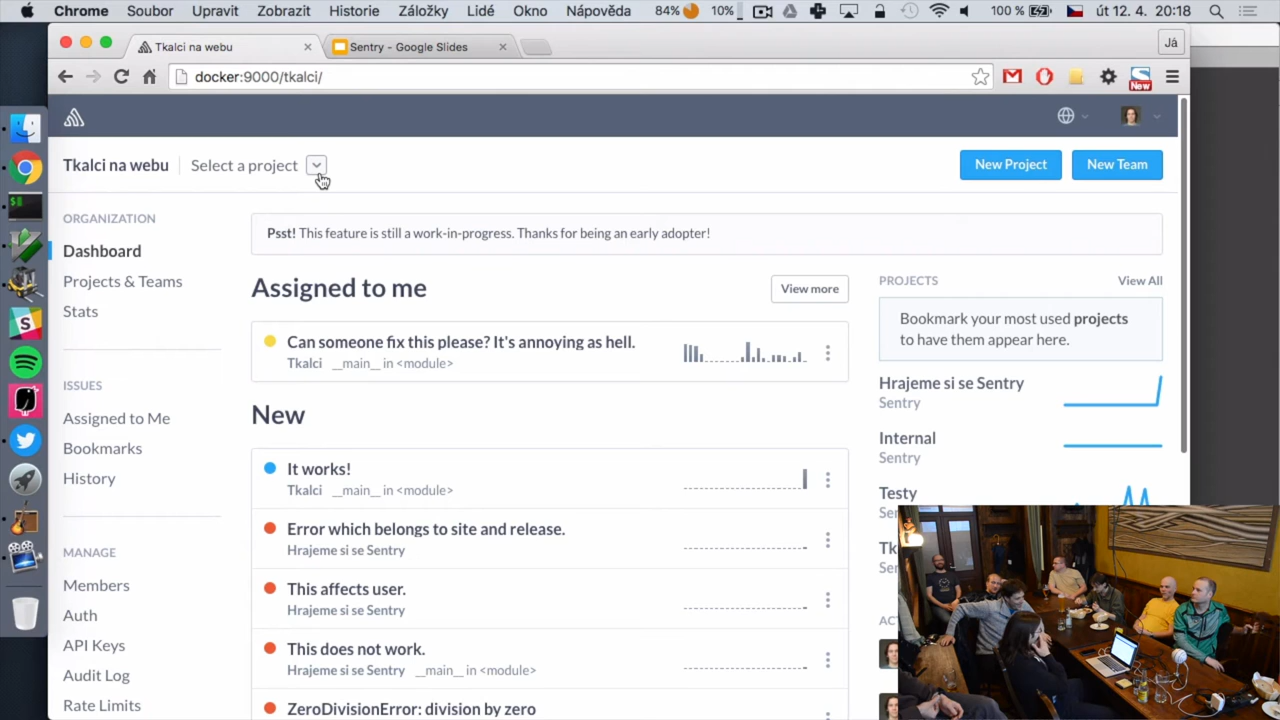 Chrome Soubor Upravit Zobrazit Historie Záložky Lidé Okno Nápověda 84% 10% 100 % út 12. 4. 20:18
Tkalci na webu Sentry - Google Slides Já
docker:9000/tkalci/ New
Tkalci na webu Select a project New Project New Team
ORGANIZATION
Dashboard
Projects & Teams
Stats
ISSUES
Assigned to Me
Bookmarks
History
MANAGE
Members
Auth
API Keys
Audit Log
Rate Limits
Psst! This feature is still a work-in-progress. Thanks for being an early adopter!
Assigned to me View more
Can someone fix this please? It's annoying as hell.
Tkalci __main__ in <module>
New
It works!
Tkalci __main__ in <module>
Error which belongs to site and release.
Hrajeme si se Sentry
This affects user.
Hrajeme si se Sentry
This does not work.
Hrajeme si se Sentry __main__ in <module>
ZeroDivisionError: division by zero
PROJECTS View All
Bookmark your most used projects
to have them appear here.
Hrajeme si se Sentry
Sentry
Internal
Sentry
Testy